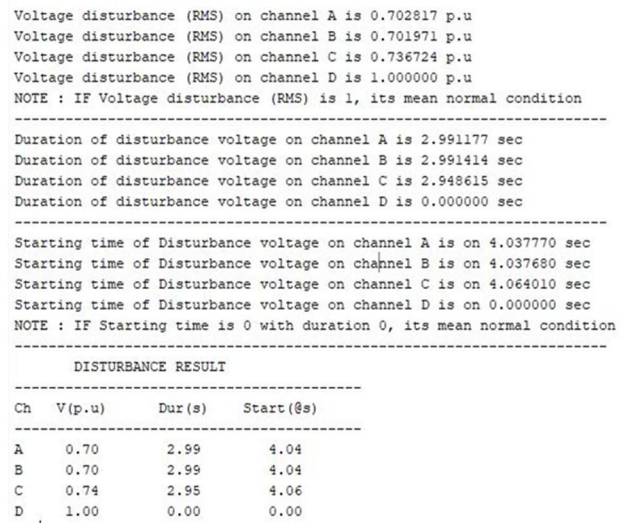 Voltage disturbance (RMS) on channel A is 0.702817 p.u
Voltage disturbance (RMS) on channel B is 0.701971 p.u
Voltage disturbance (RMS) on channel C is 0.736724 p.u
Voltage disturbance (RMS) on channel D is 1.000000 p.u
NOTE : IF Voltage disturbance (RMS) is 1, its mean normal condition
Duration of disturbance voltage on channel A is 2.991177 sec
Duration of disturbance voltage on channel B is 2.991414 sec
Duration of disturbance voltage on channel C is 2.948615 sec
Duration of disturbance voltage on channel D is 0.000000 sec
Starting time of Disturbance voltage on channel A is on 4.037770 sec
Starting time of Disturbance voltage on channel B is on 4.037680 sec
Starting time of Disturbance voltage on channel C is on 4.064010 sec
Starting time of Disturbance voltage on channel D is on 0.000000 sec
NOTE : IF Starting time is 0 with duration 0, its mean normal condition
DISTURBANCE RESULT
Ch V(p.u) Dur(s) Start(@s)
A 0.70 2.99 4.04
B 0.70 2.99 4.04
C 0.74 2.95 4.06
D 1.00 0.00 0.00